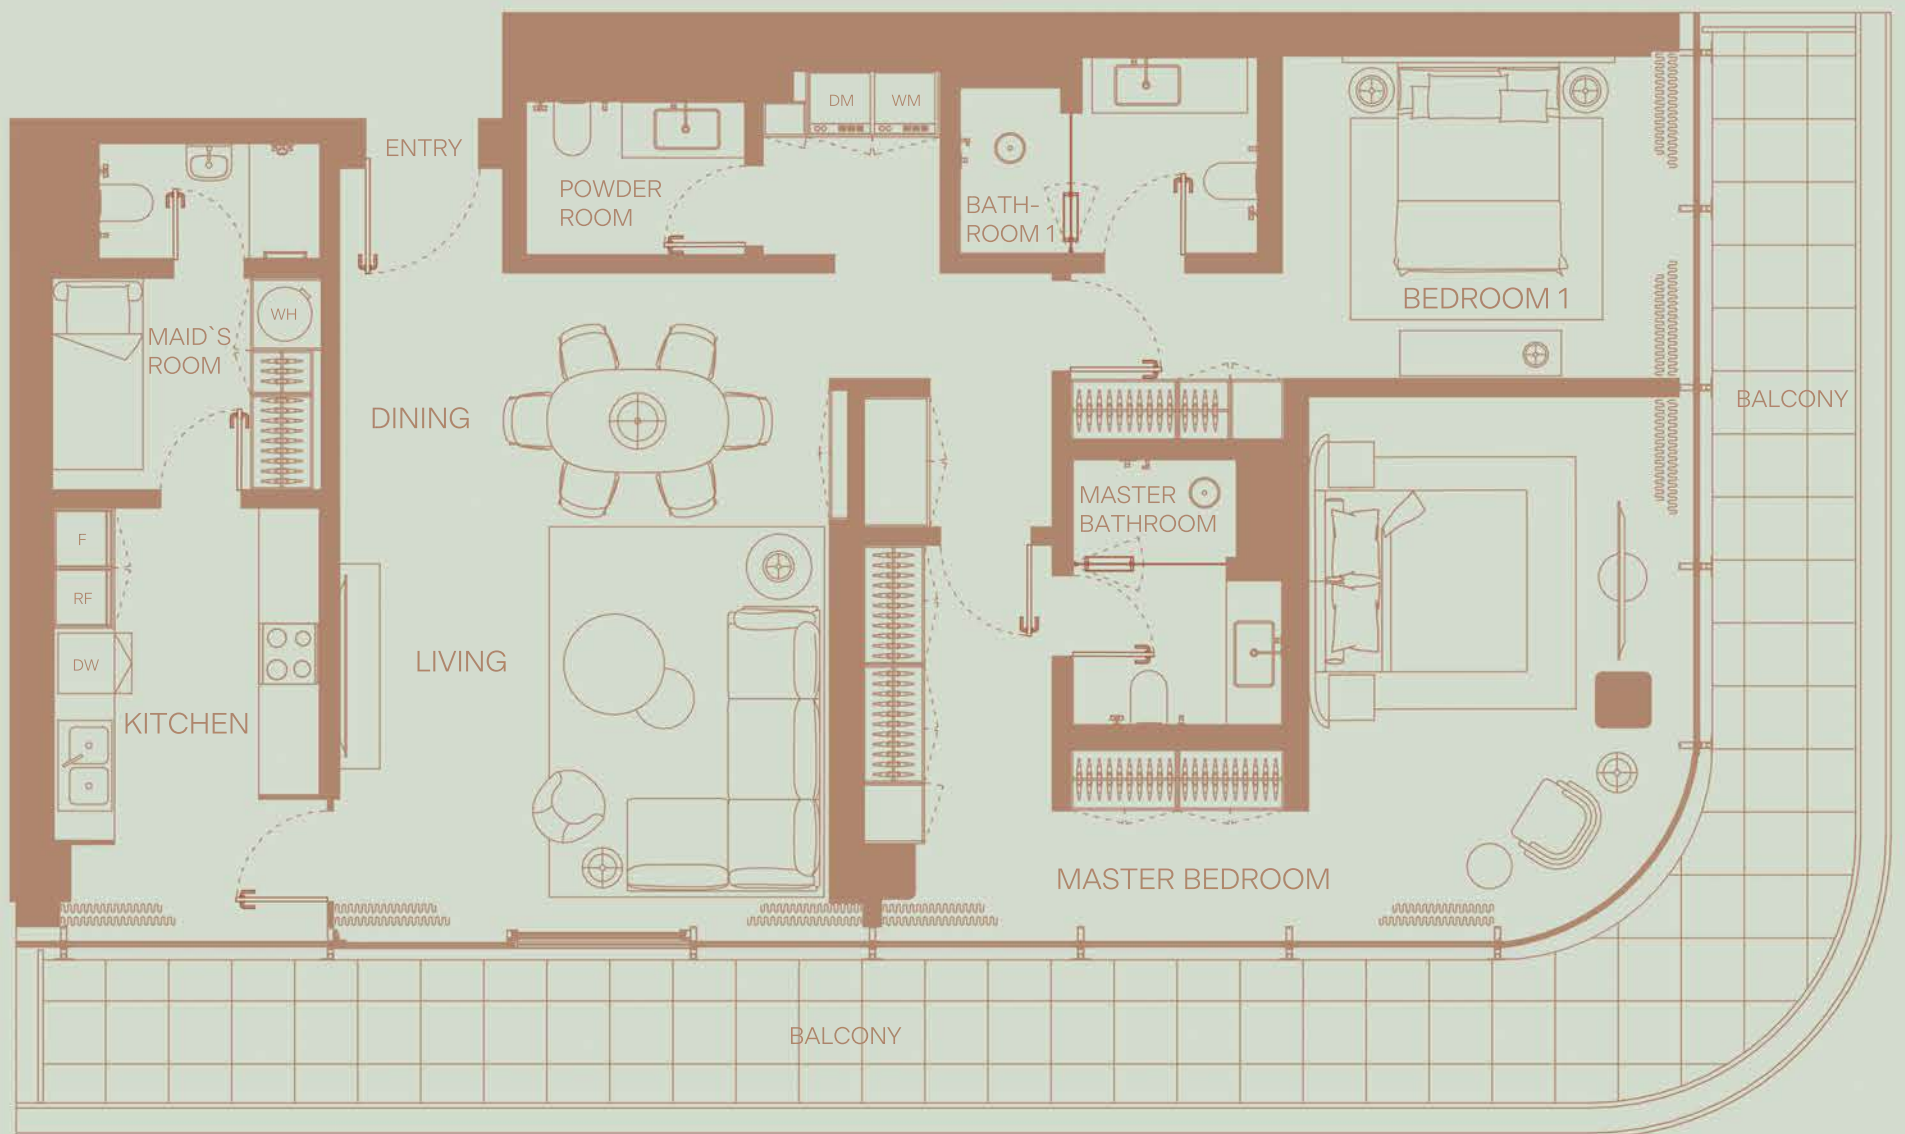 DM
WM
ENTRY
POWDER
ROOM
BATH-
ROOM 1
BEDROOM 1
WH
MAID`S
ROOM
DINING
BALCONY
MASTER
BATHROOM
F
RF
DW
LIVING
KITCHEN
MASTER BEDROOM
BALCONY